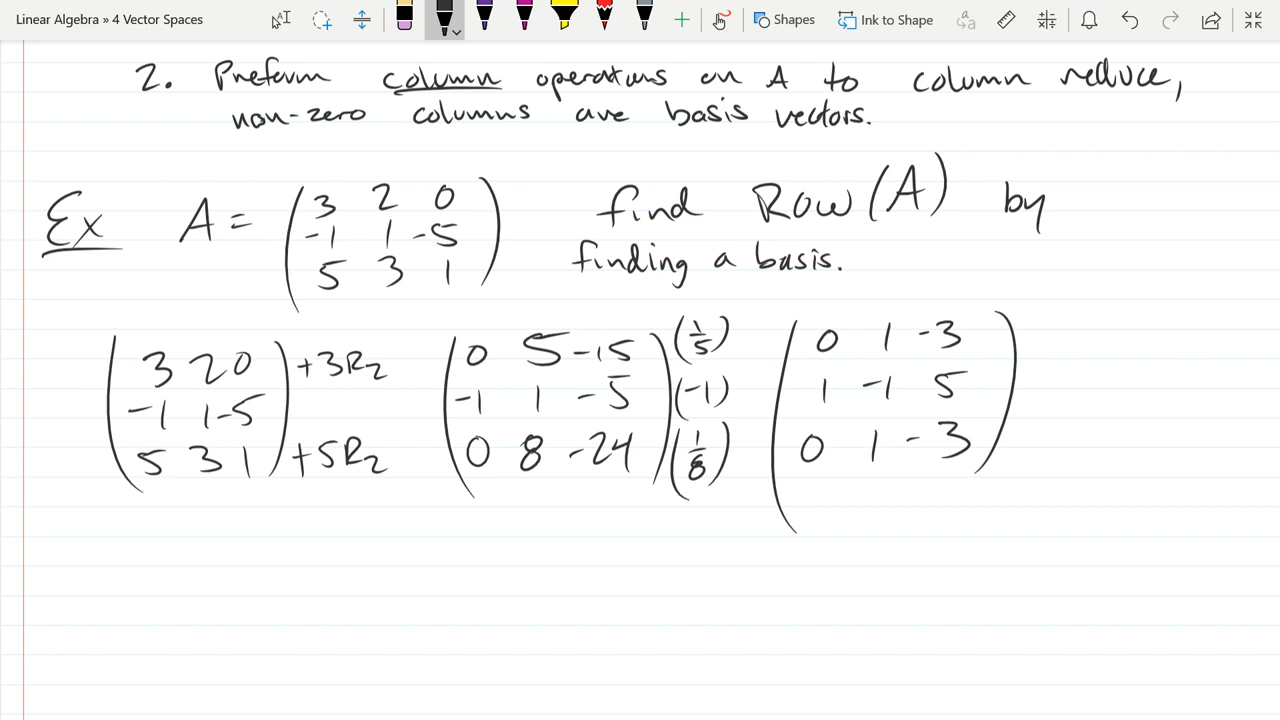 Linear Algebra » 4 Vector Spaces
Shapes
Ink to Shape
2. Preform column operations on A to column reduce,
non-zero columns are basis vectors.
Ex A = (3 2 0
-1 1 -5
5 3 1) find Row(A) by
finding a basis.
(3 2 0) +3R2 (0 5 -15) (1/5) (0 1 -3)
(-1 1 -5) (-1 1 -5) (-1) (1 -1 5)
(5 3 1) +5R2 (0 8 -24) (1/8) (0 1 -3)